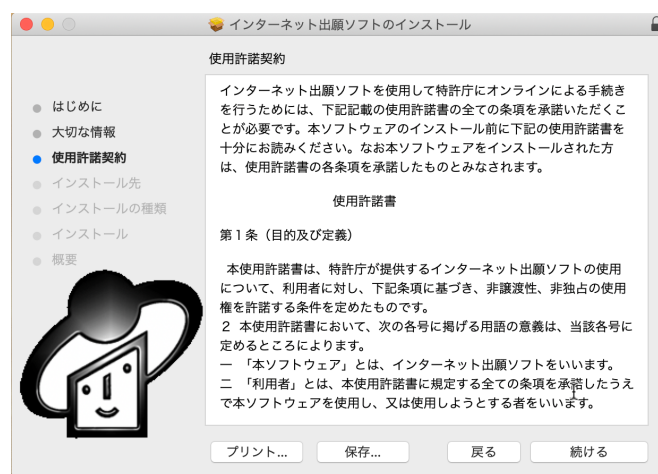 インターネット出願ソフトのインストール
使用許諾契約
はじめに
大切な情報
使用許諾契約
インストール先
インストールの種類
インストール
概要
インターネット出願ソフトを使用して特許庁にオンラインによる手続き
を行うためには、下記記載の使用許諾書の全ての条項を承諾いただくこ
とが必要です。本ソフトウェアのインストール前に下記の使用許諾書を
十分にお読みください。なお本ソフトウェアをインストールされた方
は、使用許諾書の各条項を承諾したものとみなされます。
使用許諾書
第１条（目的及び定義）
本使用許諾書は、特許庁が提供するインターネット出願ソフトの使用
について、利用者に対し、下記条項に基づき、非譲渡性、非独占の使用
権を許諾する条件を定めたものです。
２ 本使用許諾書において、次の各号に掲げる用語の意義は、当該各号に
定めるところによります。
一 「本ソフトウェア」とは、インターネット出願ソフトをいいます。
二 「利用者」とは、本使用許諾書に規定する全ての条項を承諾したうえ
で本ソフトウェアを使用し、又は使用しようとする者をいいます。
プリント...
保存...
戻る
続ける